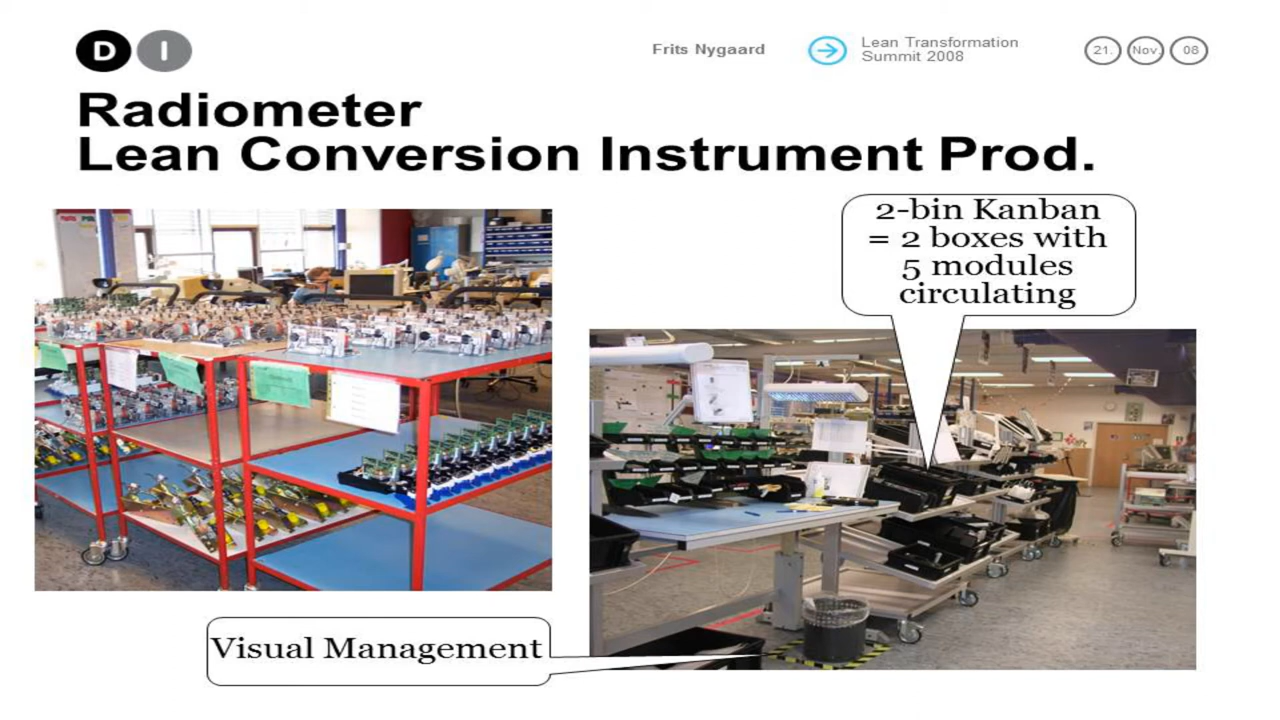 D I
Frits Nygaard
Lean Transformation
Summit 2008
21. Nov. 08
Radiometer
Lean Conversion Instrument Prod.
2-bin Kanban
= 2 boxes with
5 modules
circulating
Visual Management